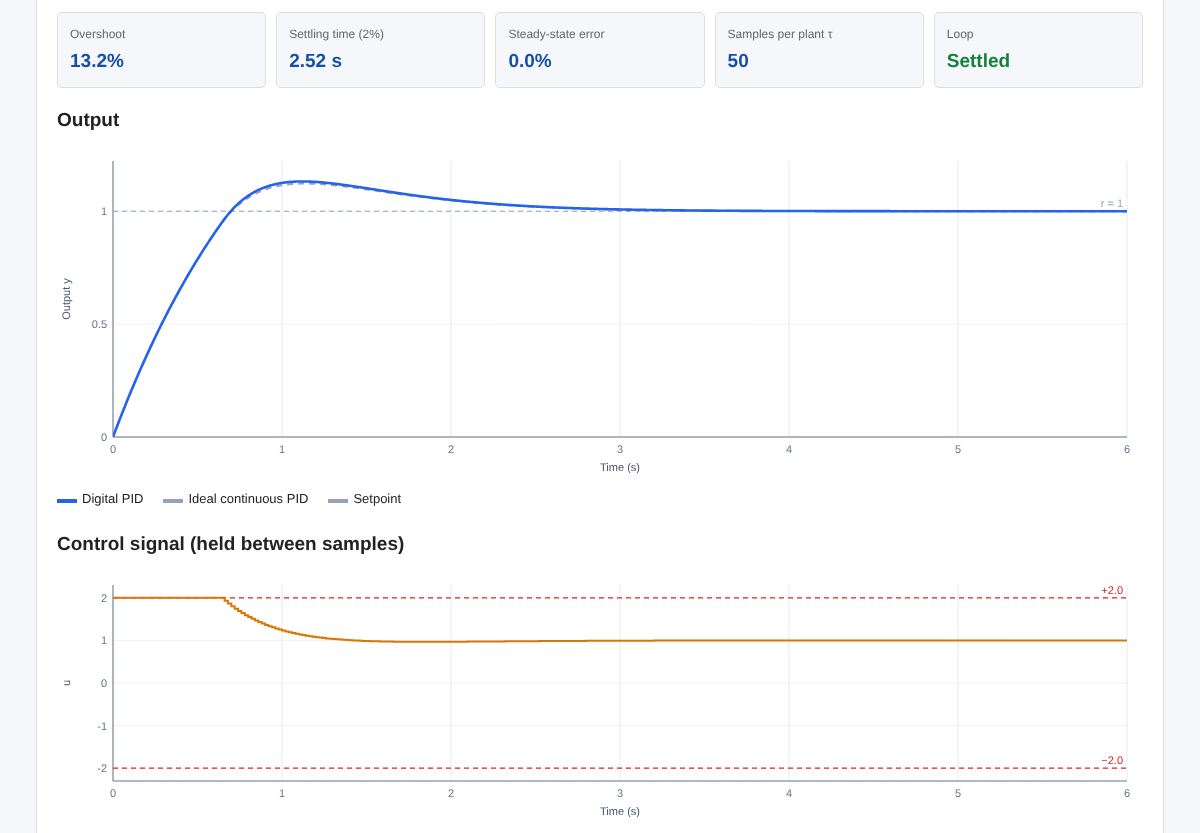 Overshoot
13.2%
Settling time (2%)
2.52 s
Steady-state error
0.0%
Samples per plant τ
50
Loop
Settled
Output
1
0.5
0
Output y
r = 1
0 1 2 3 4 5 6
Time (s)
Digital PID Ideal continuous PID Setpoint
Control signal (held between samples)
2
1
0
-1
-2
u
+2.0
−2.0
0 1 2 3 4 5 6
Time (s)